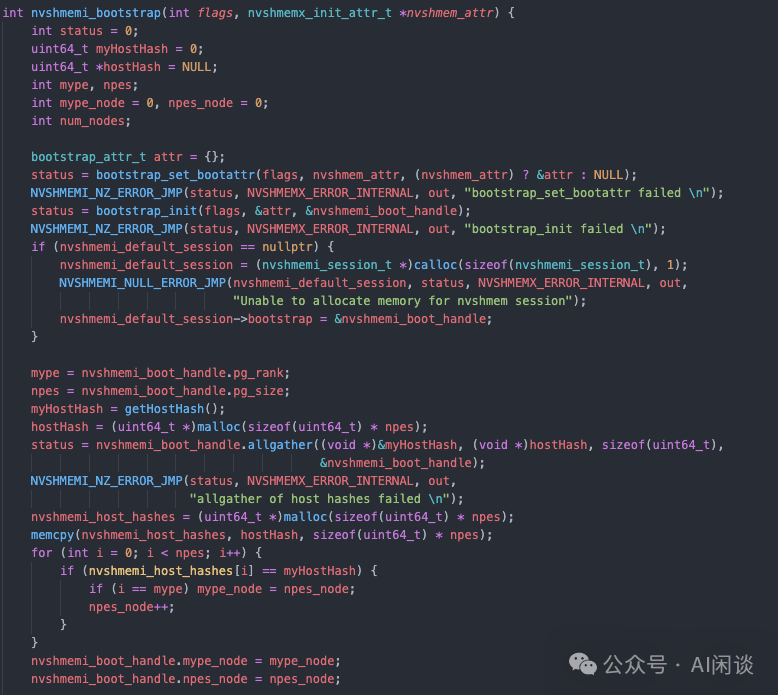 int nvshmemi_bootstrap(int flags, nvshmemx_init_attr_t *nvshmem_attr) {
    int status = 0;
    uint64_t myHostHash = 0;
    uint64_t *hostHash = NULL;
    int mype, npes;
    int mype_node = 0, npes_node = 0;
    int num_nodes;

    bootstrap_attr_t attr = {};
    status = bootstrap_set_bootattr(flags, nvshmem_attr, (nvshmem_attr) ? &attr : NULL);
    NVSHMEMI_NZ_ERROR_JMP(status, NVSHMEMX_ERROR_INTERNAL, out, "bootstrap_set_bootattr failed \n");
    status = bootstrap_init(flags, &attr, &nvshmemi_boot_handle);
    NVSHMEMI_NZ_ERROR_JMP(status, NVSHMEMX_ERROR_INTERNAL, out, "bootstrap_init failed \n");
    if (nvshmemi_default_session == nullptr) {
        nvshmemi_default_session = (nvshmemi_session_t *)calloc(sizeof(nvshmemi_session_t), 1);
        NVSHMEMI_NULL_ERROR_JMP(nvshmemi_default_session, status, NVSHMEMX_ERROR_INTERNAL, out,
                                "Unable to allocate memory for nvshmem session");
        nvshmemi_default_session->bootstrap = &nvshmemi_boot_handle;
    }

    mype = nvshmemi_boot_handle.pg_rank;
    npes = nvshmemi_boot_handle.pg_size;
    myHostHash = getHostHash();
    hostHash = (uint64_t *)malloc(sizeof(uint64_t) * npes);
    status = nvshmemi_boot_handle.allgather((void *)&myHostHash, (void *)hostHash, sizeof(uint64_t),
                                            &nvshmemi_boot_handle);
    NVSHMEMI_NZ_ERROR_JMP(status, NVSHMEMX_ERROR_INTERNAL, out,
                          "allgather of host hashes failed \n");
    nvshmemi_host_hashes = (uint64_t *)malloc(sizeof(uint64_t) * npes);
    memcpy(nvshmemi_host_hashes, hostHash, sizeof(uint64_t) * npes);
    for (int i = 0; i < npes; i++) {
        if (nvshmemi_host_hashes[i] == myHostHash) {
            if (i == mype) mype_node = npes_node;
            npes_node++;
        }
    }
    nvshmemi_boot_handle.mype_node = mype_node;
    nvshmemi_boot_handle.npes_node = npes_node;
公众号 · AI闲谈